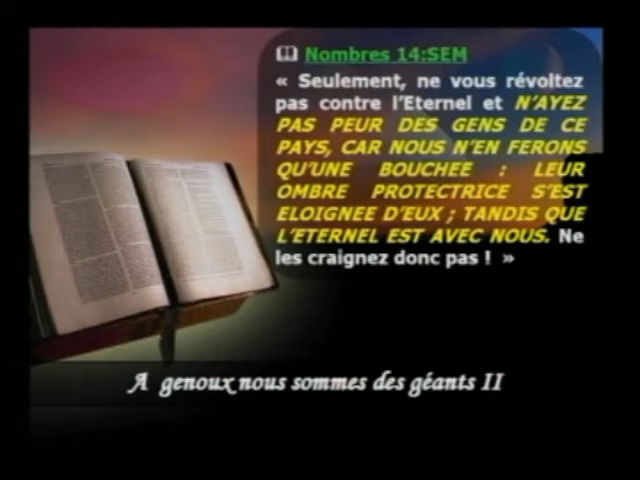 Nombres 14:SEM
« Seulement, ne vous révoltez
pas contre l'Eternel et N'AYEZ
PAS PEUR DES GENS DE CE
PAYS, CAR NOUS N'EN FERONS
QU'UNE BOUCHEE : LEUR
OMBRE PROTECTRICE S'EST
ELOIGNEE D'EUX ; TANDIS QUE
L'ETERNEL EST AVEC NOUS. Ne
les craignez donc pas ! »
A genoux nous sommes des géants II